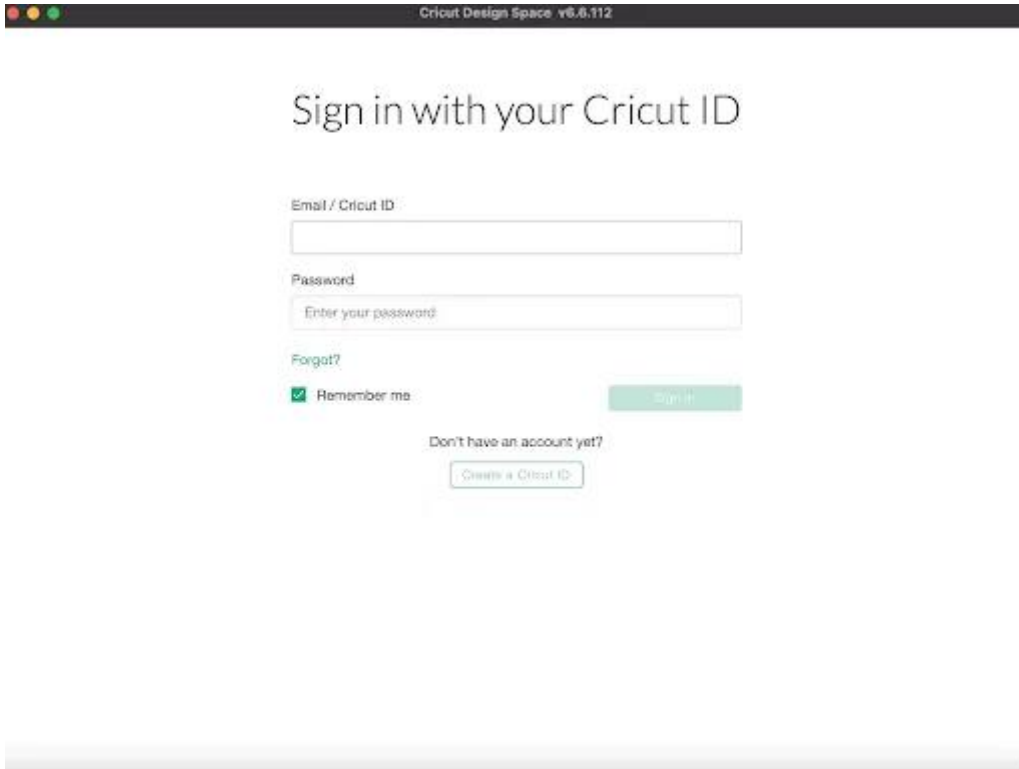 Cricut Design Space v6.6.112
Sign in with your Cricut ID
Email / Cricut ID
Password
Enter your password
Forgot?
Remember me
Sign in
Don't have an account yet?
Create a Cricut ID